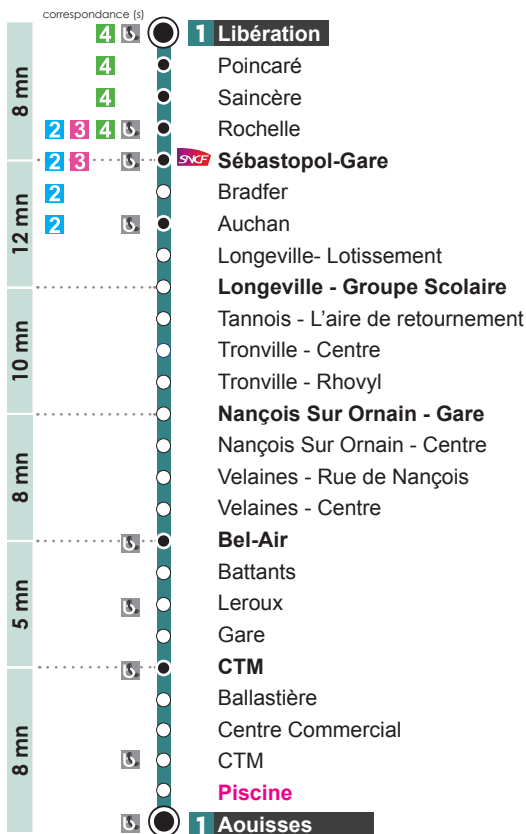 correspondance (s)
4 1 Libération
4 Poincaré
4 Saincère
2 3 4 Rochelle
2 3 SNCF Sébastopol-Gare
2 Bradfer
2 Auchan
Longeville- Lotissement
Longeville - Groupe Scolaire
Tannois - L'aire de retournement
Tronville - Centre
Tronville - Rhovyl
Nançois Sur Ornain - Gare
Nançois Sur Ornain - Centre
Velaines - Rue de Nançois
Velaines - Centre
Bel-Air
Battants
Leroux
Gare
CTM
Ballastière
Centre Commercial
CTM
Piscine
1 Aouisses
8 mn
12 mn
10 mn
8 mn
5 mn
8 mn